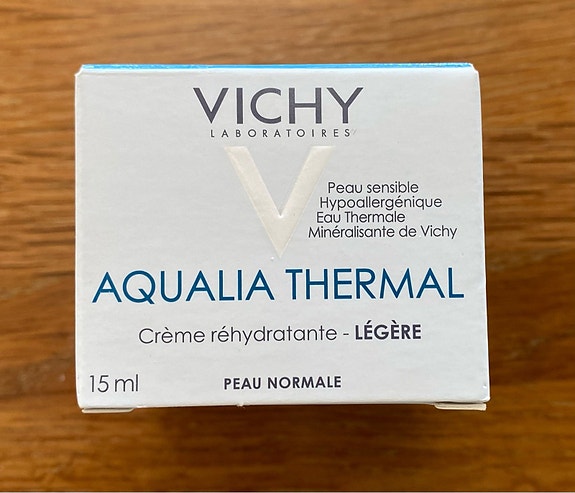 VICHY
LABORATOIRES
Peau sensible
Hypoallergénique
Eau Thermale
Minéralisante de Vichy
AQUALIA THERMAL
Crème réhydratante - LÉGÈRE
15 ml
PEAU NORMALE